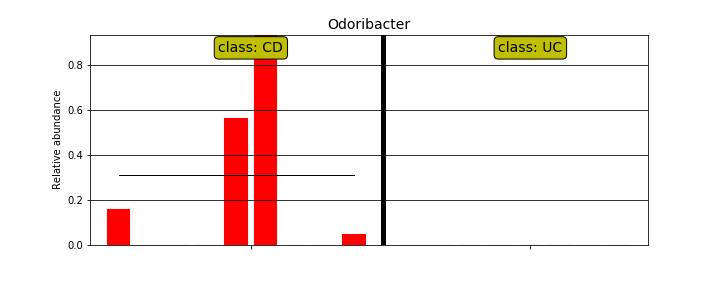 Odoribacter
class: CD
class: UC
Relative abundance
0.8
0.6
0.4
0.2
0.0